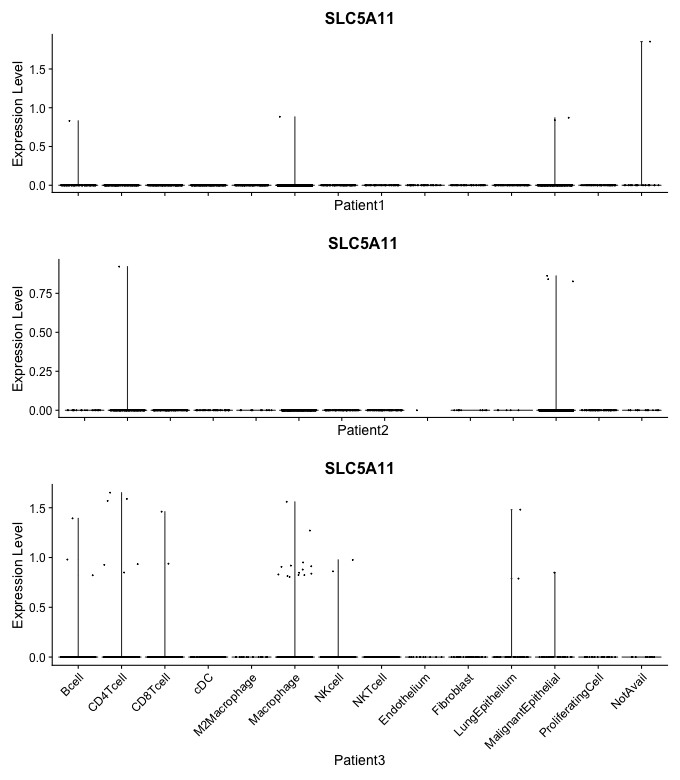 SLC5A11
Expression Level
1.5
1.0
0.5
0.0
Patient1
SLC5A11
Expression Level
0.75
0.50
0.25
0.00
Patient2
SLC5A11
Expression Level
1.5
1.0
0.5
0.0
Bcell
CD4Tcell
CD8Tcell
cDC
M2Macrophage
Macrophage
NKcell
NKTcell
Endothelium
Fibroblast
LungEpithelium
MalignantEpithelial
ProliferatingCell
NotAvail
Patient3